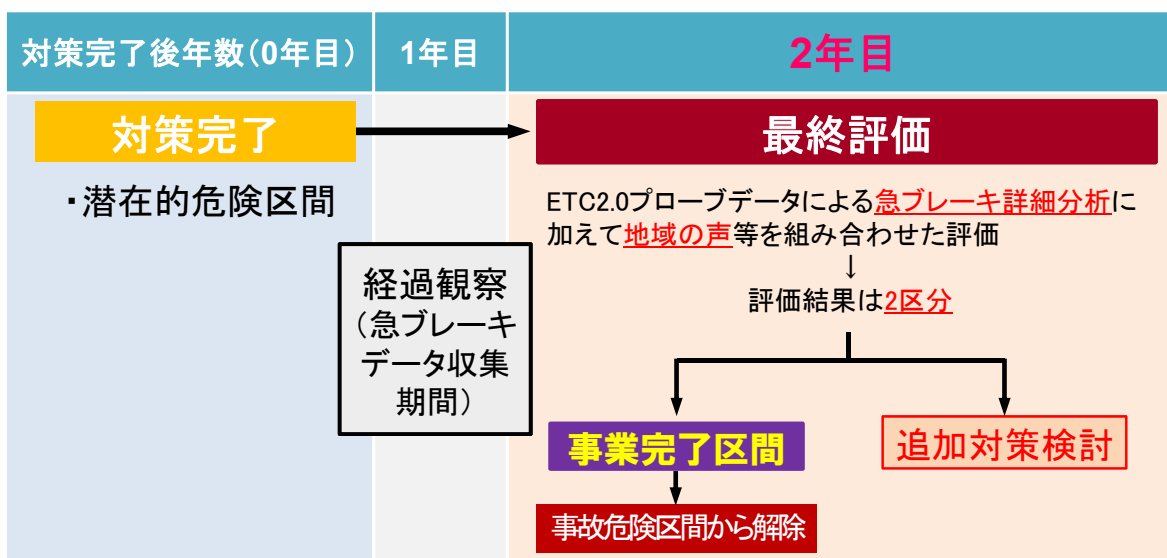 対策完了後年数(0年目)
1年目
2年目
対策完了
最終評価
・潜在的危険区間
ETC2.0プローブデータによる急ブレーキ詳細分析に
加えて地域の声等を組み合わせた評価
↓
評価結果は2区分
経過観察
(急ブレーキ
データ収集
期間)
事業完了区間
追加対策検討
事故危険区間から解除